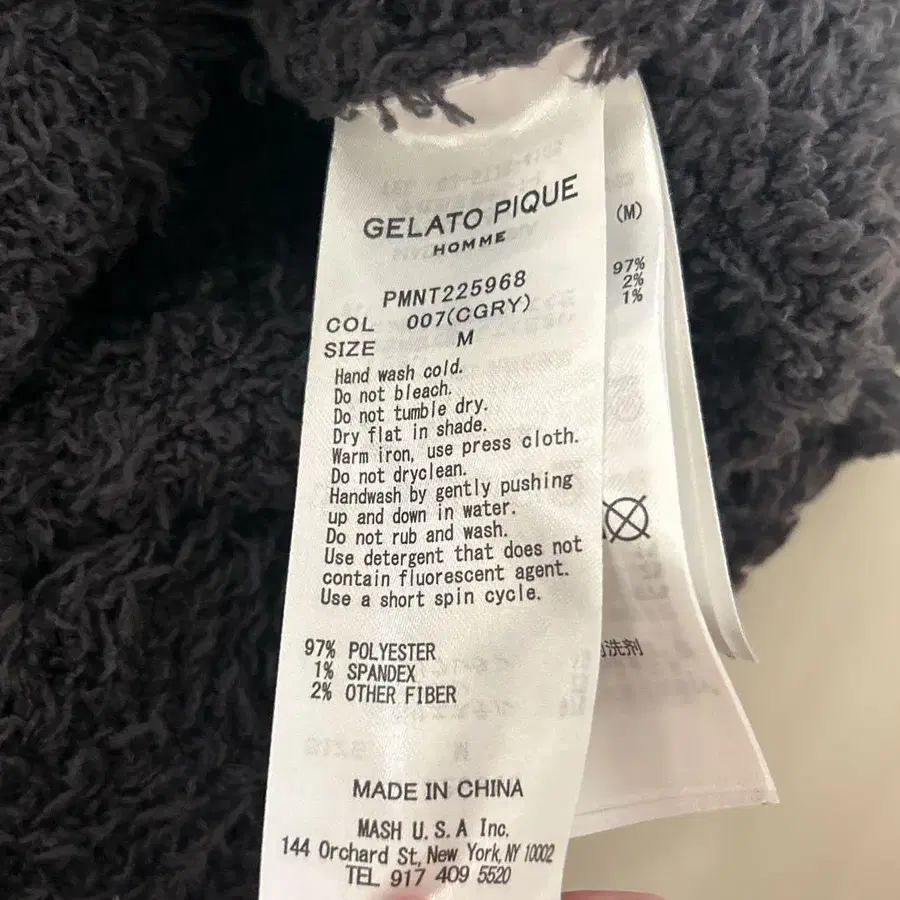 GELATO PIQUE
HOMME
PMNT225968
COL 007(CGRY)
SIZE M
Hand wash cold.
Do not bleach.
Do not tumble dry.
Dry flat in shade.
Warm iron, use press cloth.
Do not dryclean.
Handwash by gently pushing
up and down in water.
Do not rub and wash.
Use detergent that does not
contain fluorescent agent.
Use a short spin cycle.
97% POLYESTER
1% SPANDEX
2% OTHER FIBER
MADE IN CHINA
MASH U.S.A Inc.
144 Orchard St, New York, NY 10002
TEL 917 409 5520
(M)
97%
2%
1%
洗剂